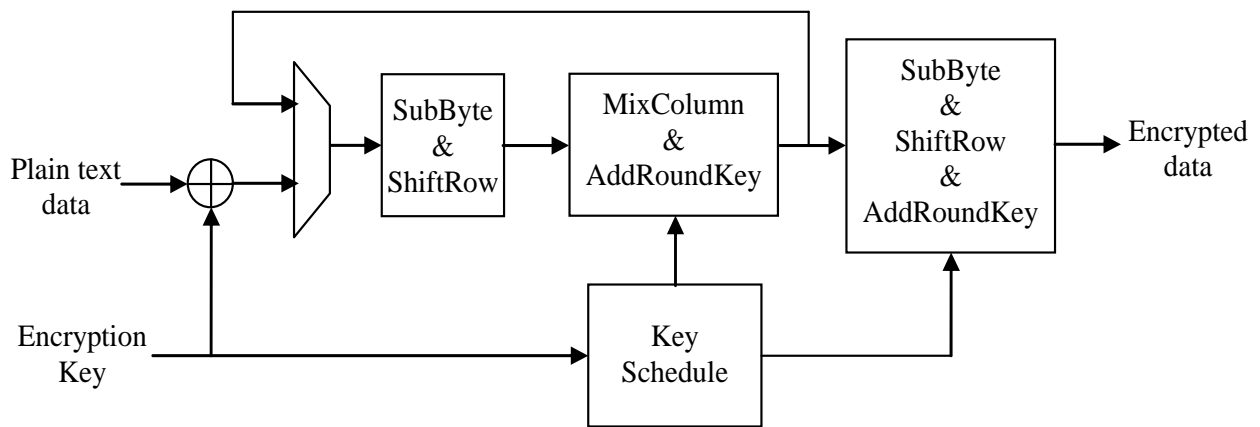 Plain text
data
Encryption
Key
SubByte
&
ShiftRow
MixColumn
&
AddRoundKey
Key
Schedule
SubByte
&
ShiftRow
&
AddRoundKey
Encrypted
data